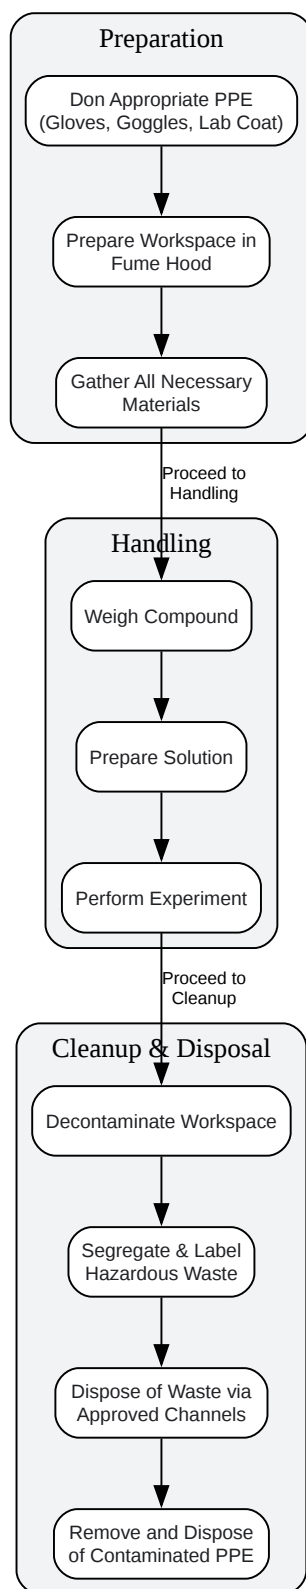 Preparation
Don Appropriate PPE
(Gloves, Goggles, Lab Coat)
Prepare Workspace in
Fume Hood
Gather All Necessary
Materials
Proceed to
Handling
Handling
Weigh Compound
Prepare Solution
Perform Experiment
Proceed to
Cleanup
Cleanup & Disposal
Decontaminate Workspace
Segregate & Label
Hazardous Waste
Dispose of Waste via
Approved Channels
Remove and Dispose
of Contaminated PPE